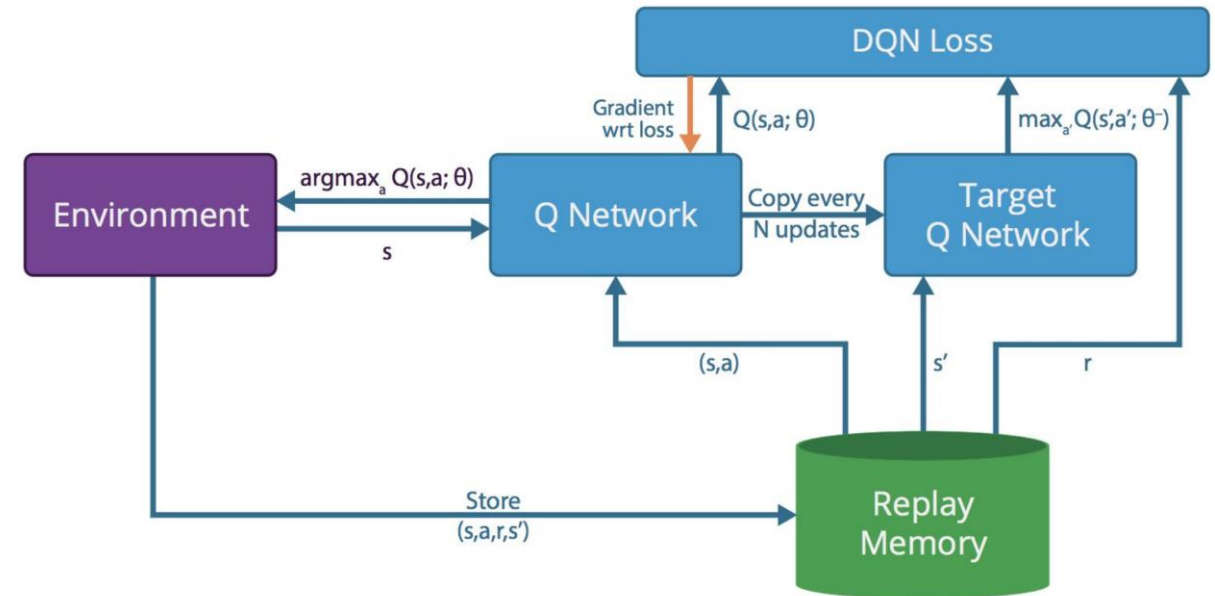 DQN Loss
Gradient
wrt loss
Q(s,a; θ)
maxₐ′ Q(s′,a′; θ⁻)
Environment
argmaxₐ Q(s,a; θ)
s
Q Network
Copy every
N updates
Target
Q Network
(s,a)
s′
r
Store
(s,a,r,s′)
Replay
Memory